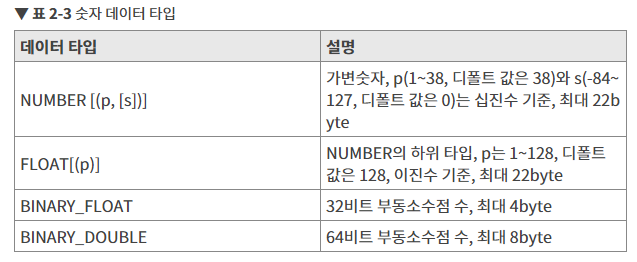 ▼ 표 2-3 숫자 데이터 타입
데이터 타입 설명
NUMBER [(p, [s])] 가변숫자, p(1~38, 디폴트 값은 38)와 s(-84~
127, 디폴트 값은 0)는 십진수 기준, 최대 22b
yte
FLOAT[(p)] NUMBER의 하위 타입, p는 1~128, 디폴트
값은 128, 이진수 기준, 최대 22byte
BINARY_FLOAT 32비트 부동소수점 수, 최대 4byte
BINARY_DOUBLE 64비트 부동소수점 수, 최대 8byte